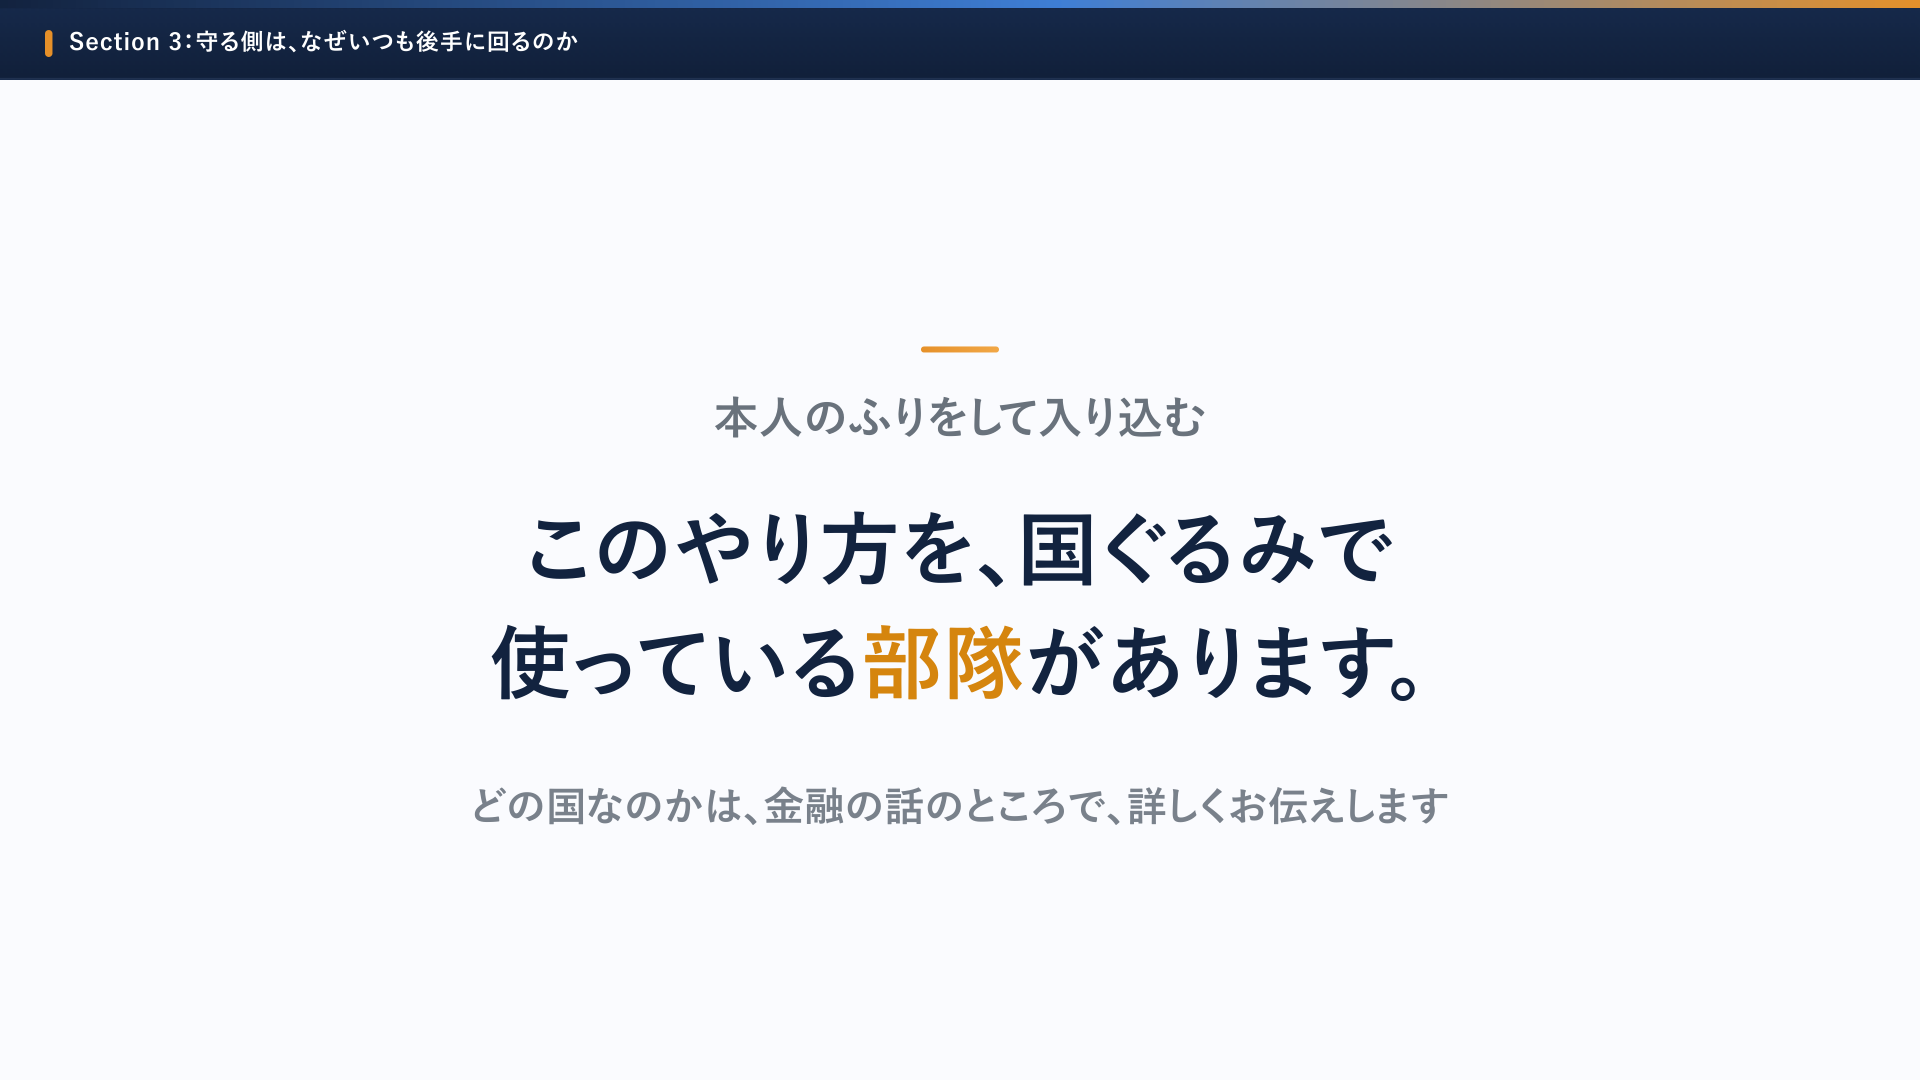 Section 3：守る側は、なぜいつも後手に回るのか
本人のふりをして入り込む
このやり方を、国ぐるみで
使っている部隊があります。
どの国なのかは、金融の話のところで、詳しくお伝えします